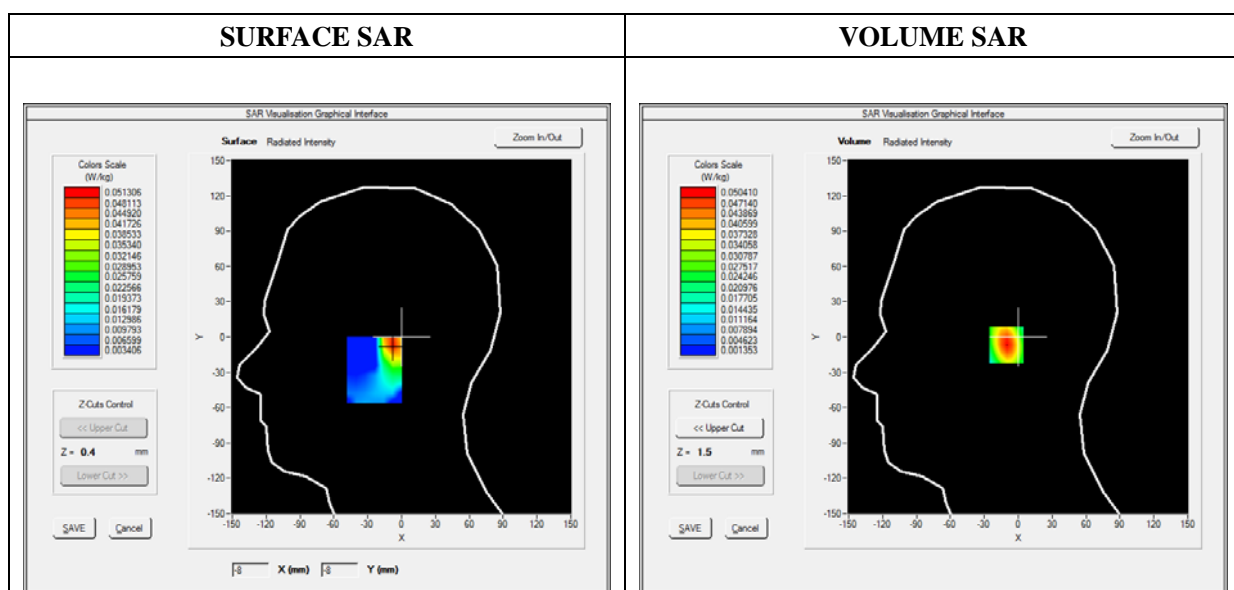 SURFACE SAR
VOLUME SAR
SAR Visualisation Graphical Interface
Surface Radiated Intensity
Zoom In/Out
Colors Scale
(W/kg)
0.051306
0.048113
0.044920
0.041726
0.038533
0.035340
0.032146
0.028953
0.025759
0.022566
0.019373
0.016179
0.012986
0.009793
0.006599
0.003406
Z-Cuts Control
<< Upper Cut
Z = 0.4 mm
Lower Cut >>
SAVE Cancel
150
120
90
60
30
0
-30
-60
-90
-120
-150
Y
-150 -120 -90 -60 -30 0 30 60 90 120 150
X
-8 X (mm) -8 Y (mm)
SAR Visualisation Graphical Interface
Volume Radiated Intensity
Zoom In/Out
Colors Scale
(W/kg)
0.050410
0.047140
0.043869
0.040599
0.037328
0.034058
0.030787
0.027517
0.024246
0.020976
0.017705
0.014435
0.011164
0.007894
0.004623
0.001353
Z-Cuts Control
<< Upper Cut
Z = 1.5 mm
Lower Cut >>
SAVE Cancel
150
120
90
60
30
0
-30
-60
-90
-120
-150
Y
-150 -120 -90 -60 -30 0 30 60 90 120 150
X